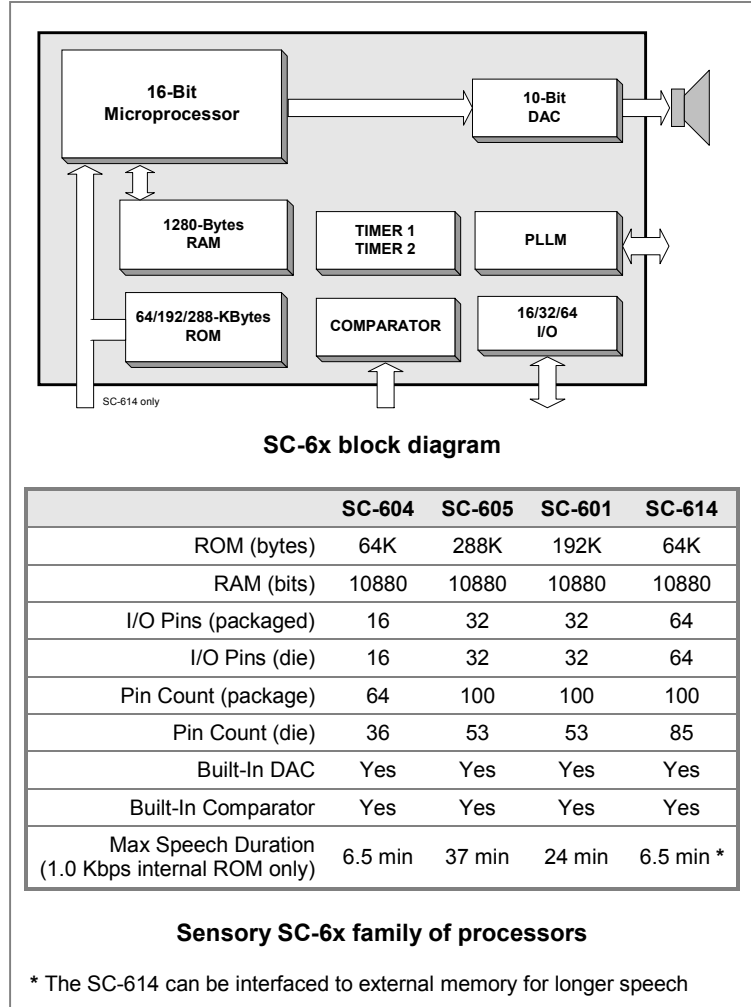 16-Bit
Microprocessor
10-Bit
DAC
1280-Bytes
RAM
TIMER 1
TIMER 2
PLLM
64/192/288-KBytes
ROM
COMPARATOR
16/32/64
I/O
SC-614 only
SC-6x block diagram
SC-604 SC-605 SC-601 SC-614
ROM (bytes) 64K 288K 192K 64K
RAM (bits) 10880 10880 10880 10880
I/O Pins (packaged) 16 32 32 64
I/O Pins (die) 16 32 32 64
Pin Count (package) 64 100 100 100
Pin Count (die) 36 53 53 85
Built-In DAC Yes Yes Yes Yes
Built-In Comparator Yes Yes Yes Yes
Max Speech Duration
(1.0 Kbps internal ROM only) 6.5 min 37 min 24 min 6.5 min *
Sensory SC-6x family of processors
* The SC-614 can be interfaced to external memory for longer speech